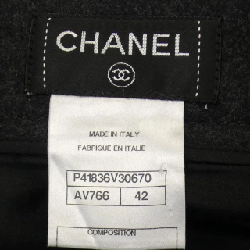 CHANEL
MADE IN ITALY
FABRIQUE EN ITALIE
P41836V30670
AV766 42
COMPOSITION